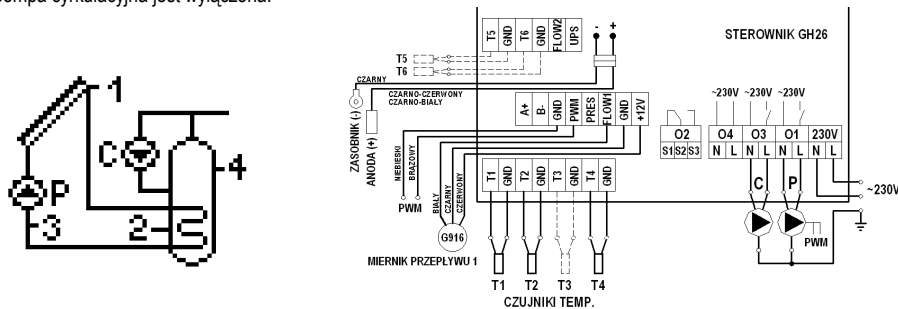 pompa cyrkulacyjna jest wyłączona.
1
C
4
P
3
2
T5 GND T6 GND FLOW2 UPS
- +
STEROWNIK GH26
T5
T6
CZARNY
CZARNO-CZERWONY
CZARNO-BIAŁY
ZASOBNIK (-)
ANODA (+)
A+ B- GND PWM PRES FLOW1 GND +12V
~230V ~230V ~230V
O2 O4 O3 O1 230V
S1 S2 S3 N L N L N L N L
NIEBIESKI
BRĄZOWY
PWM
BIAŁY
CZARNY
CZERWONY
T1 GND T2 GND T3 GND T4 GND
C P
~230V
G916
PWM
MIERNIK PRZEPŁYWU 1
T1 T2 T3 T4
CZUJNIKI TEMP.